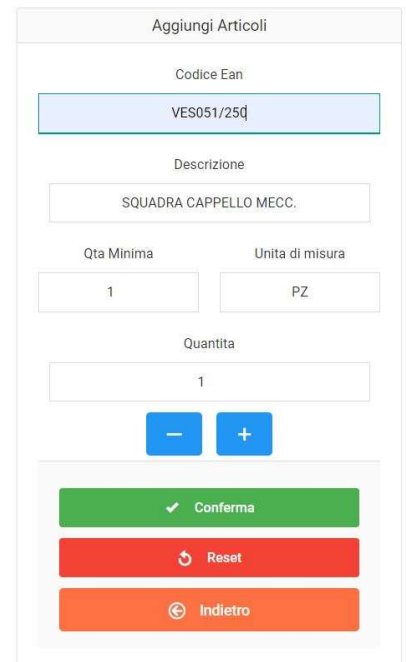 Aggiungi Articoli
Codice Ean
VES051/250
Descrizione
SQUADRA CAPPELLO MECC.
Qta Minima Unita di misura
1 PZ
Quantita
1
Conferma
Reset
Indietro